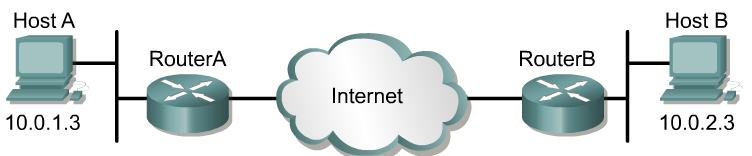 Host A
Host B
RouterA
RouterB
Internet
10.0.1.3
10.0.2.3